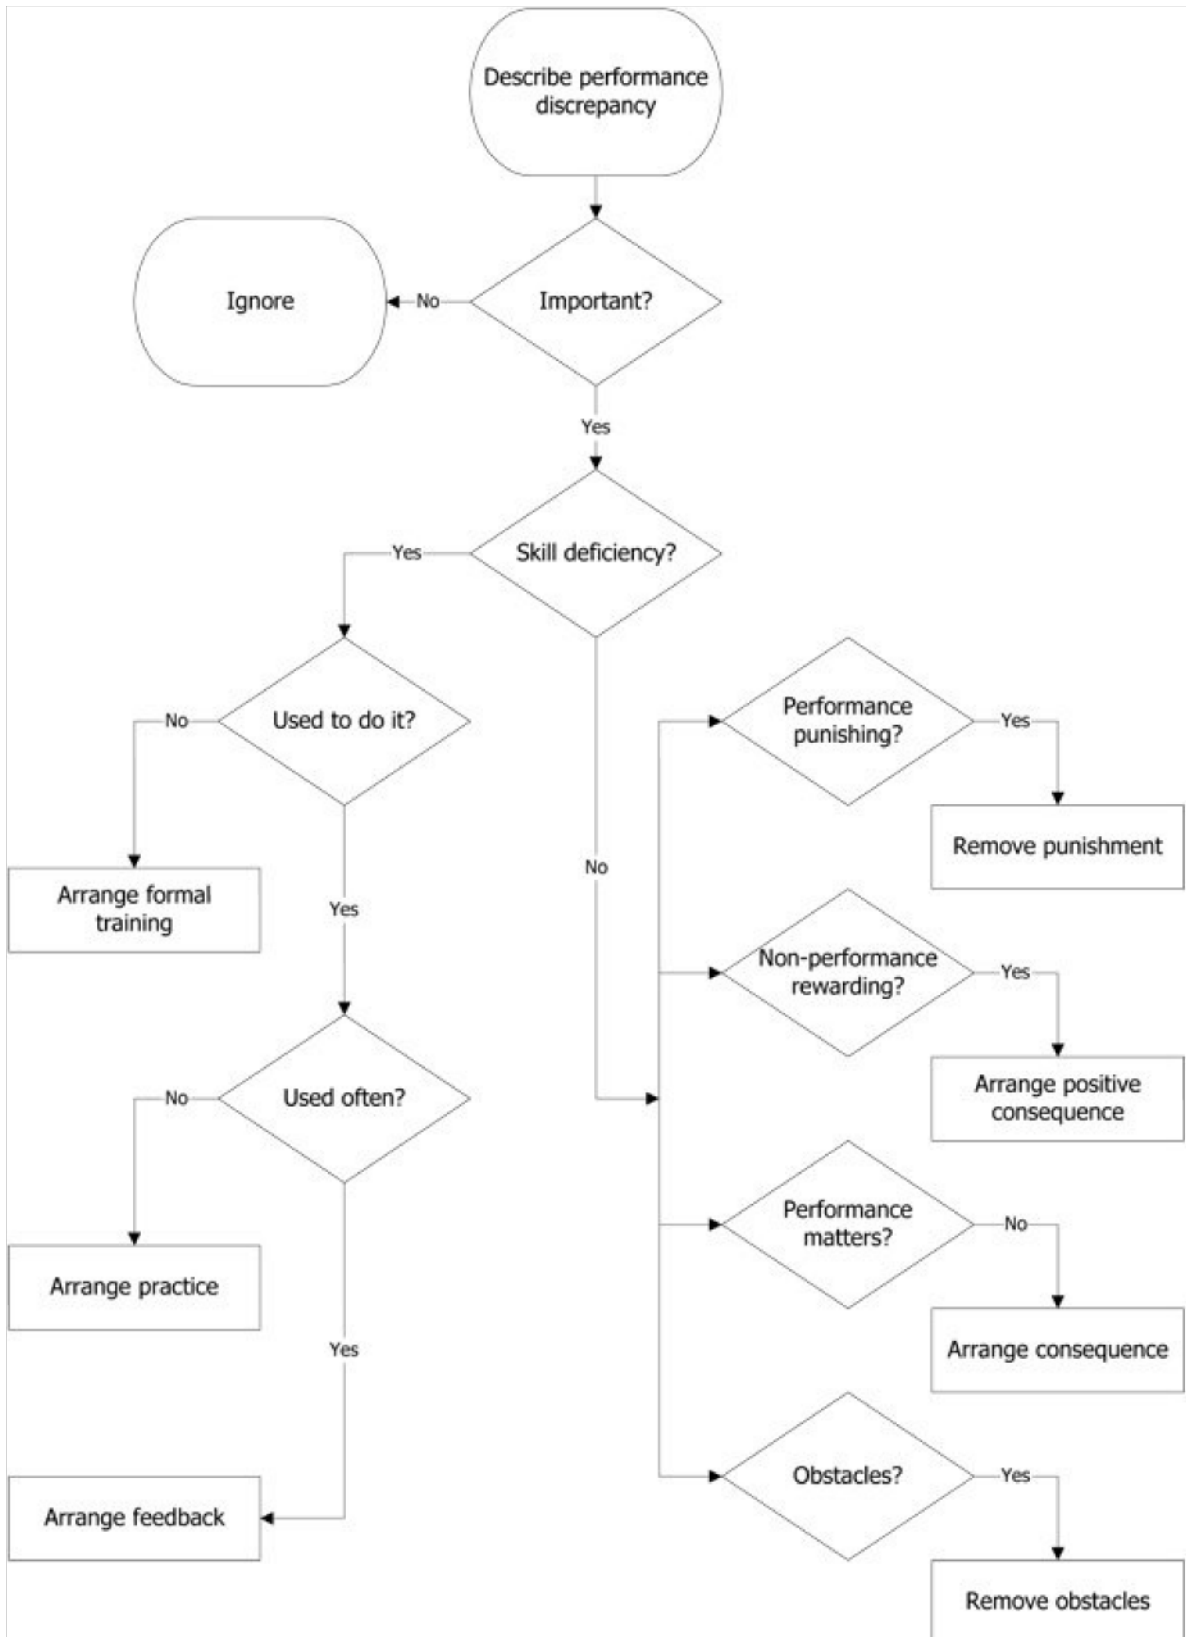 Describe performance
discrepancy
Ignore
No
Important?
Yes
Yes
Skill deficiency?
No
Used to do it?
Performance
punishing?
Yes
Remove punishment
Arrange formal
training
Yes
No
Non-performance
rewarding?
Yes
Arrange positive
consequence
No
Used often?
Performance
matters?
No
Arrange practice
Yes
Arrange consequence
Obstacles?
Yes
Arrange feedback
Remove obstacles